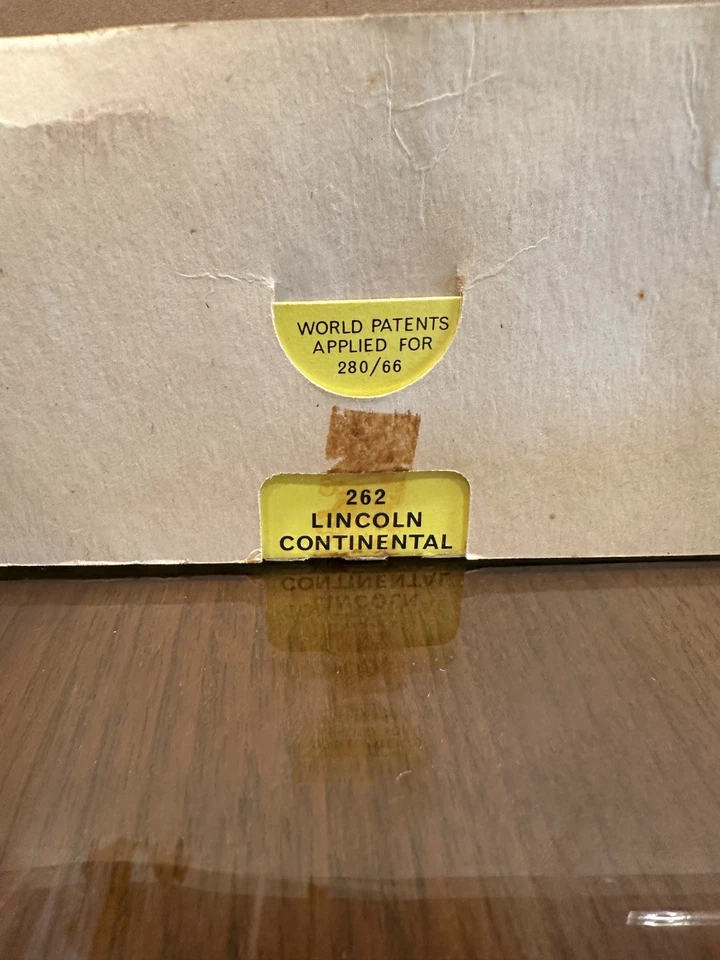 WORLD PATENTS
APPLIED FOR
280/66
262
LINCOLN
CONTINENTAL